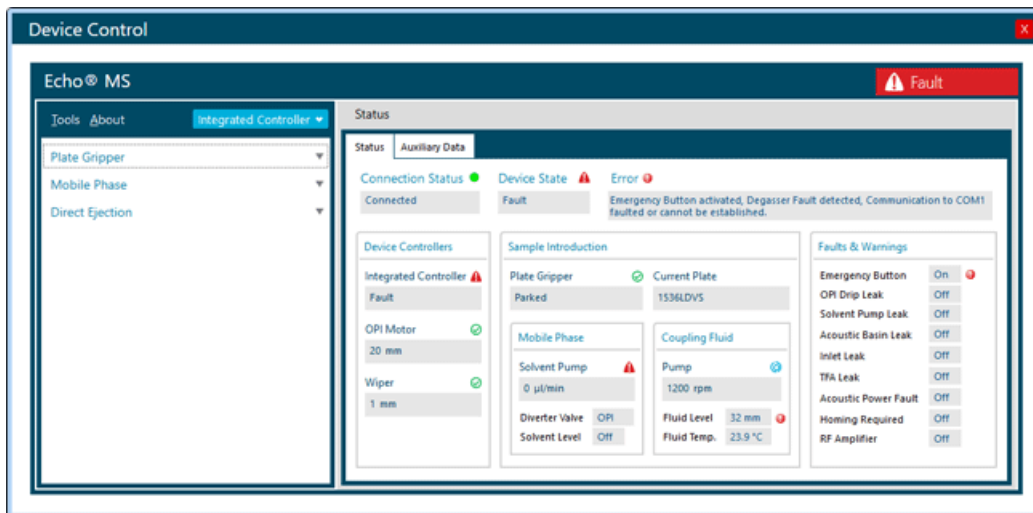 Device Control
X
Echo® MS
Fault
Tools About
Integrated Controller
Plate Gripper
Mobile Phase
Direct Ejection
Status
Status
Auxiliary Data
Connection Status
Device State
Error
Connected
Fault
Emergency Button activated, Degasser Fault detected, Communication to COM1
faulted or cannot be established.
Device Controllers
Integrated Controller
Fault
OPI Motor
20 mm
Wiper
1 mm
Sample Introduction
Plate Gripper
Parked
Current Plate
1536LDVS
Mobile Phase
Solvent Pump
0 µl/min
Diverter Valve OPI
Solvent Level Off
Coupling Fluid
Pump
1200 rpm
Fluid Level 32 mm
Fluid Temp. 23.9 °C
Faults & Warnings
Emergency Button On
OPI Drip Leak Off
Solvent Pump Leak Off
Acoustic Basin Leak Off
Inlet Leak Off
TFA Leak Off
Acoustic Power Fault Off
Homing Required Off
RF Amplifier Off